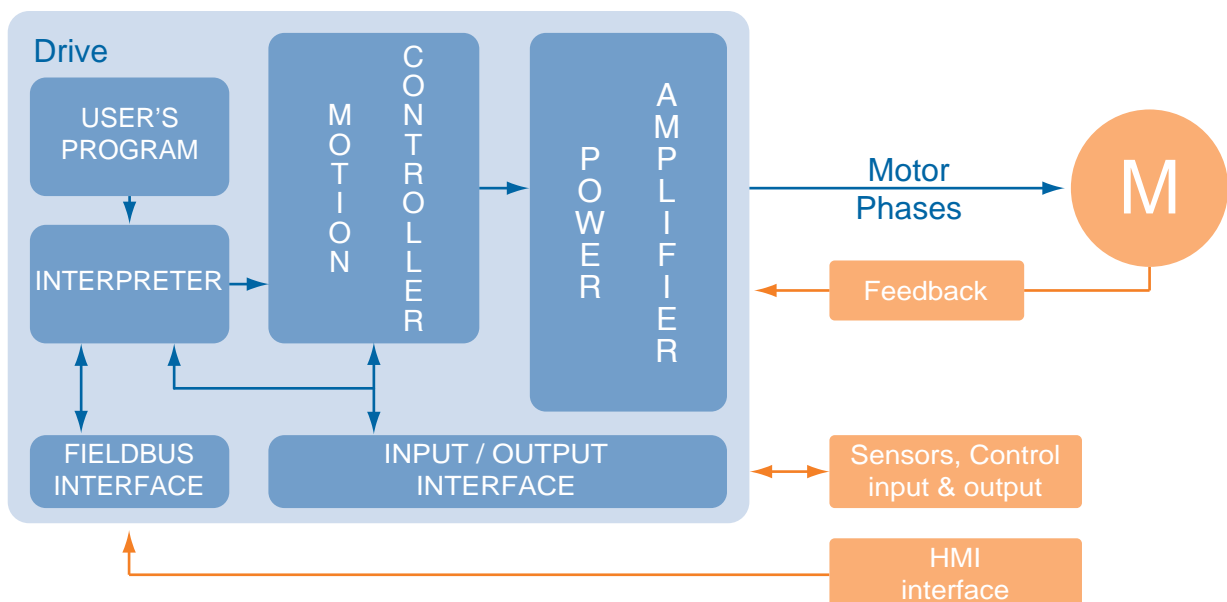 Drive
USER'S
PROGRAM
INTERPRETER
FIELDBUS
INTERFACE
MOTION
CONTROLLER
POWER
AMPLIFIER
INPUT / OUTPUT
INTERFACE
Motor
Phases
M
Feedback
Sensors, Control
input & output
HMI
interface